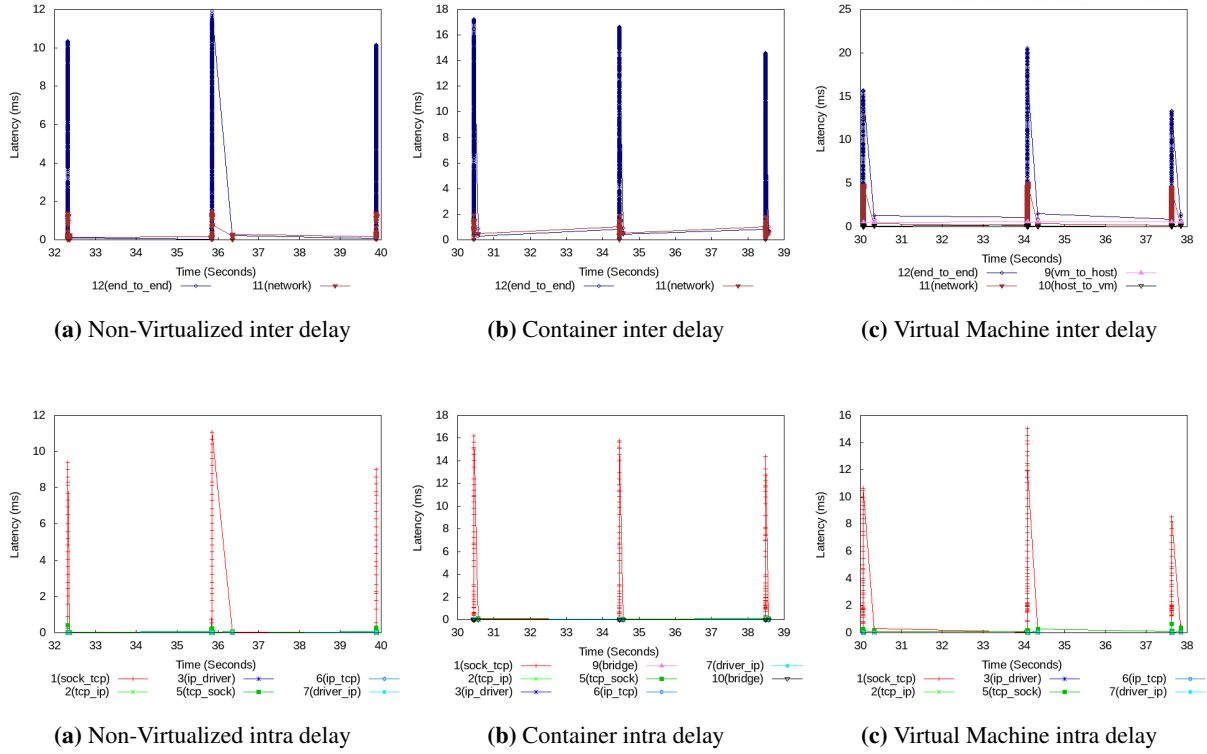 12
10
8
6
4
2
0
Latency (ms)
32 33 34 35 36 37 38 39 40
Time (Seconds)
12(end_to_end) 11(network)
(a) Non-Virtualized inter delay
18
16
14
12
10
8
6
4
2
0
Latency (ms)
30 31 32 33 34 35 36 37 38 39
Time (Seconds)
12(end_to_end) 11(network)
(b) Container inter delay
25
20
15
10
5
0
Latency (ms)
30 31 32 33 34 35 36 37 38
Time (Seconds)
12(end_to_end) 9(vm_to_host)
11(network) 10(host_to_vm)
(c) Virtual Machine inter delay
12
10
8
6
4
2
0
Latency (ms)
32 33 34 35 36 37 38 39 40
Time (Seconds)
1(sock_tcp) 3(ip_driver) 6(ip_tcp)
2(tcp_ip) 5(tcp_sock) 7(driver_ip)
(a) Non-Virtualized intra delay
18
16
14
12
10
8
6
4
2
0
Latency (ms)
30 31 32 33 34 35 36 37 38 39
Time (Seconds)
1(sock_tcp) 9(bridge) 7(driver_ip)
2(tcp_ip) 5(tcp_sock) 10(bridge)
3(ip_driver) 6(ip_tcp)
(b) Container intra delay
16
14
12
10
8
6
4
2
0
Latency (ms)
30 31 32 33 34 35 36 37 38
Time (Seconds)
1(sock_tcp) 3(ip_driver) 6(ip_tcp)
2(tcp_ip) 5(tcp_sock) 7(driver_ip)
(c) Virtual Machine intra delay